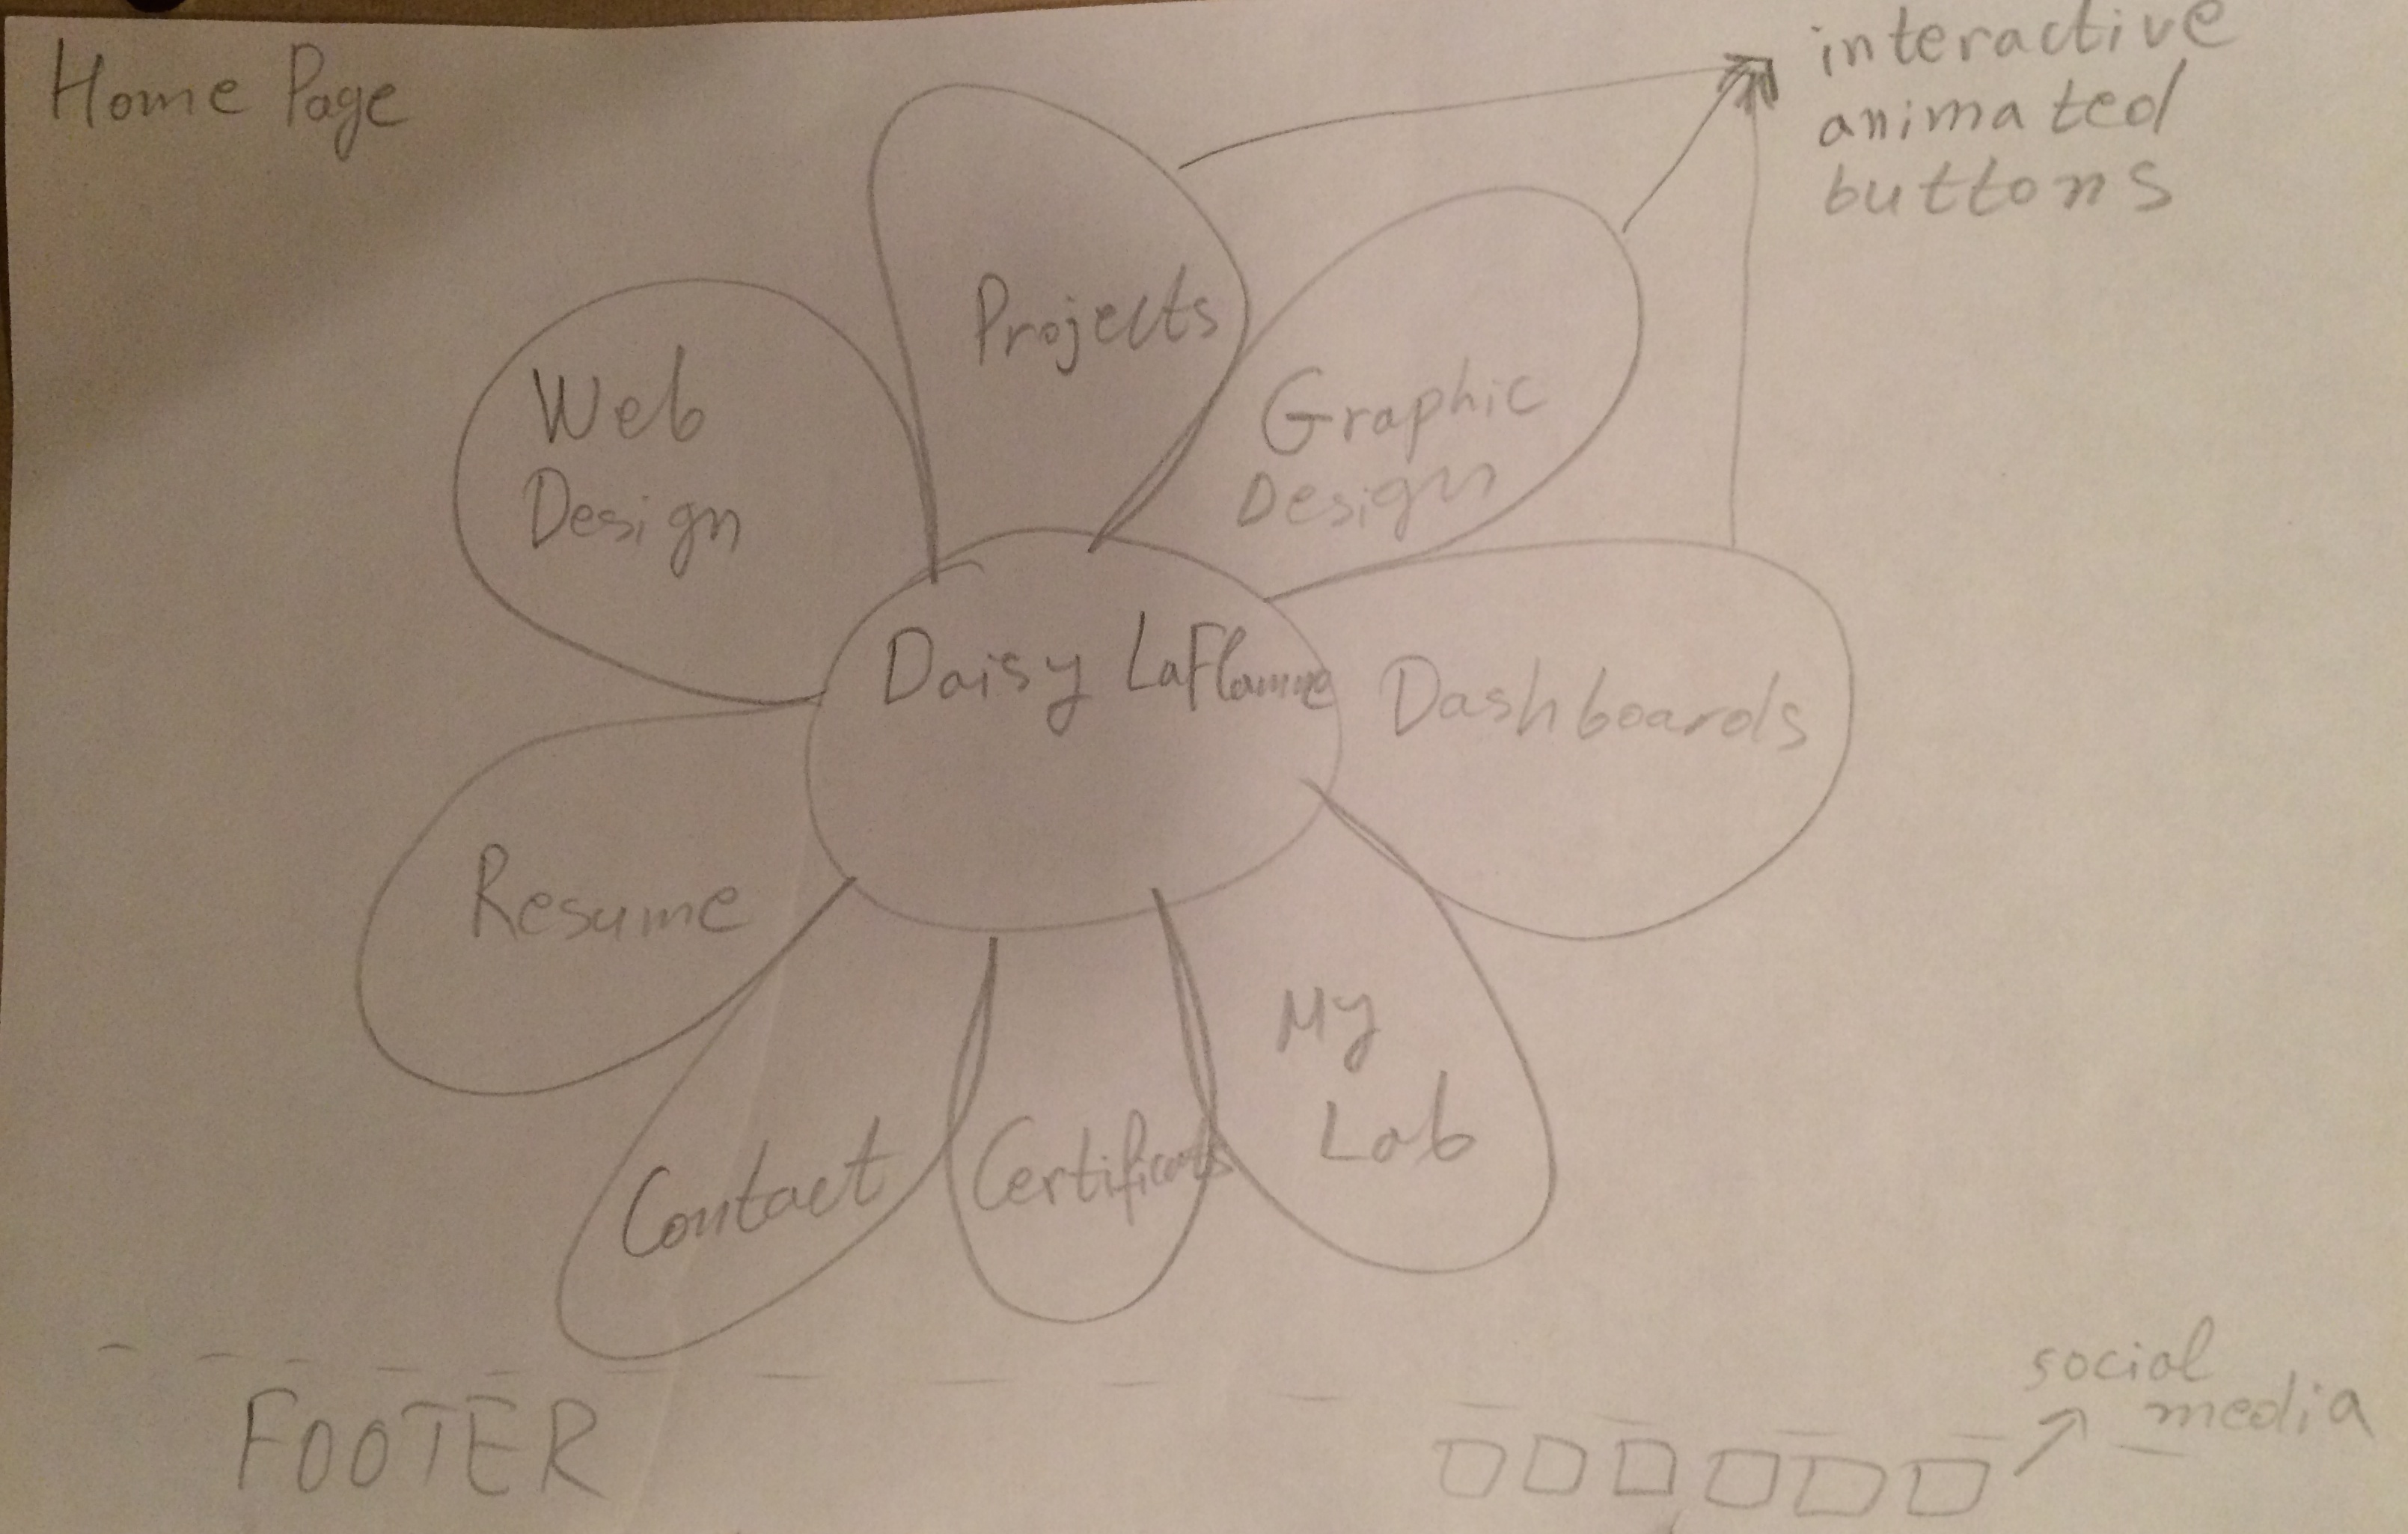 Home Page
interactive
animated
buttons
Projects
Web
Design
Graphic
Design
Daisy LaFlamme
Dashboards
Resume
My
Lab
Contact
Certificats
FOOTER
social
media